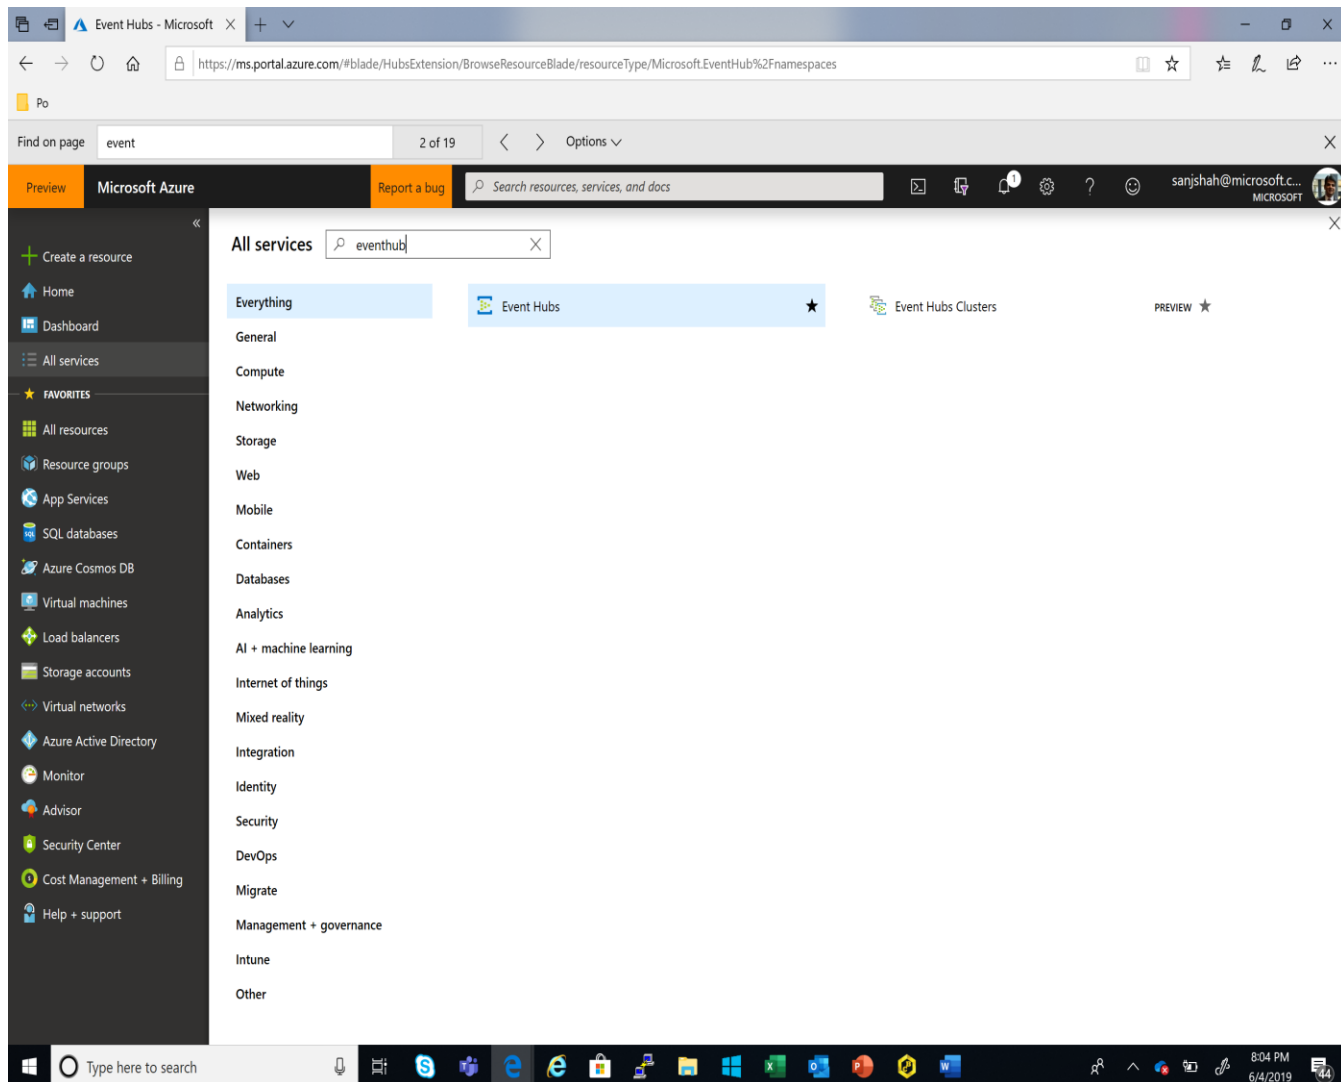 Event Hubs - Microsoft
https://ms.portal.azure.com/#blade/HubsExtension/BrowseResourceBlade/resourceType/Microsoft.EventHub%2Fnamespaces
Po
Find on page event 2 of 19 Options
Preview Microsoft Azure Report a bug Search resources, services, and docs 1 sanjshah@microsoft.c...
MICROSOFT
All services eventhub
Create a resource
Home
Dashboard
All services
FAVORITES
All resources
Resource groups
App Services
SQL databases
Azure Cosmos DB
Virtual machines
Load balancers
Storage accounts
Virtual networks
Azure Active Directory
Monitor
Advisor
Security Center
Cost Management + Billing
Help + support
Everything
General
Compute
Networking
Storage
Web
Mobile
Containers
Databases
Analytics
AI + machine learning
Internet of things
Mixed reality
Integration
Identity
Security
DevOps
Migrate
Management + governance
Intune
Other
Event Hubs
Event Hubs Clusters PREVIEW
Type here to search
8:04 PM
6/4/2019
44